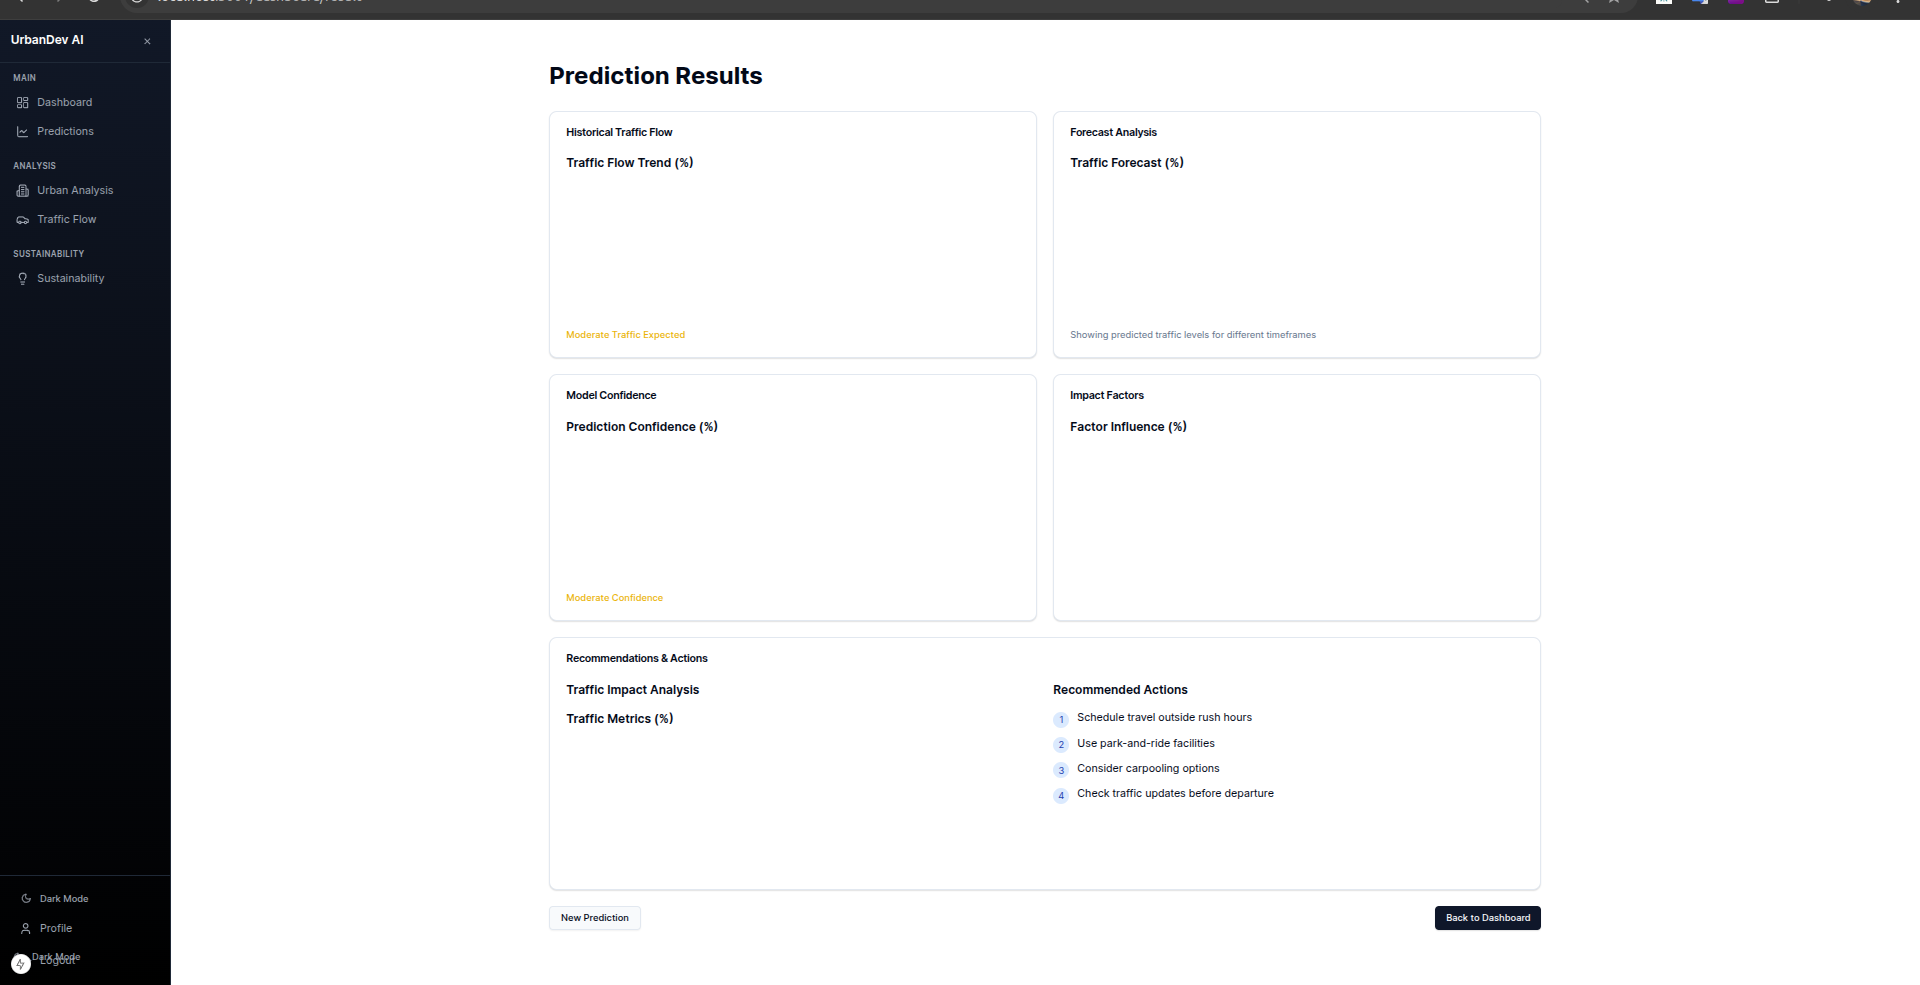 UrbanDev AI
MAIN
Dashboard
Predictions
ANALYSIS
Urban Analysis
Traffic Flow
SUSTAINABILITY
Sustainability
Dark Mode
Profile
Dark Mode
Logout
Prediction Results
Historical Traffic Flow
Traffic Flow Trend (%)
Moderate Traffic Expected
Forecast Analysis
Traffic Forecast (%)
Showing predicted traffic levels for different timeframes
Model Confidence
Prediction Confidence (%)
Moderate Confidence
Impact Factors
Factor Influence (%)
Recommendations & Actions
Traffic Impact Analysis
Traffic Metrics (%)
Recommended Actions
1 Schedule travel outside rush hours
2 Use park-and-ride facilities
3 Consider carpooling options
4 Check traffic updates before departure
New Prediction
Back to Dashboard